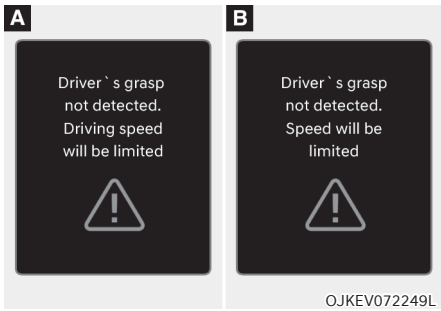 A
Driver`s grasp
not detected.
Driving speed
will be limited
B
Driver`s grasp
not detected.
Speed will be
limited
OJKEV072249L